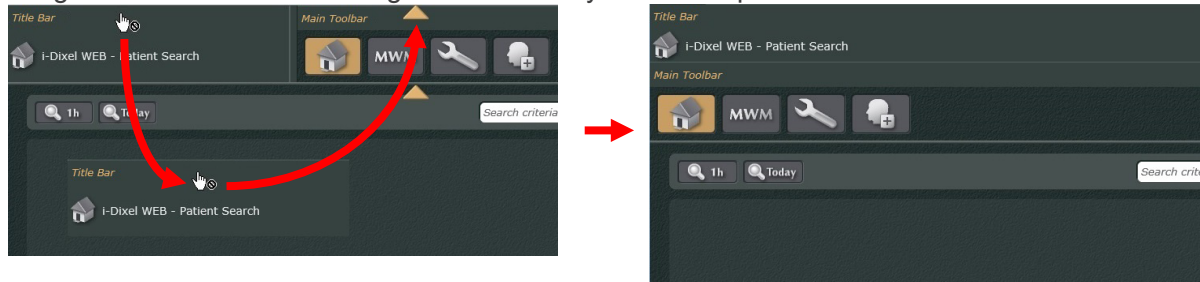 Title Bar
Main Toolbar
i-Dixel WEB - Patient Search
MWM
1h
Today
Search criteria
Title Bar
i-Dixel WEB - Patient Search
Title Bar
i-Dixel WEB - Patient Search
Main Toolbar
MWM
1h
Today
Search crite